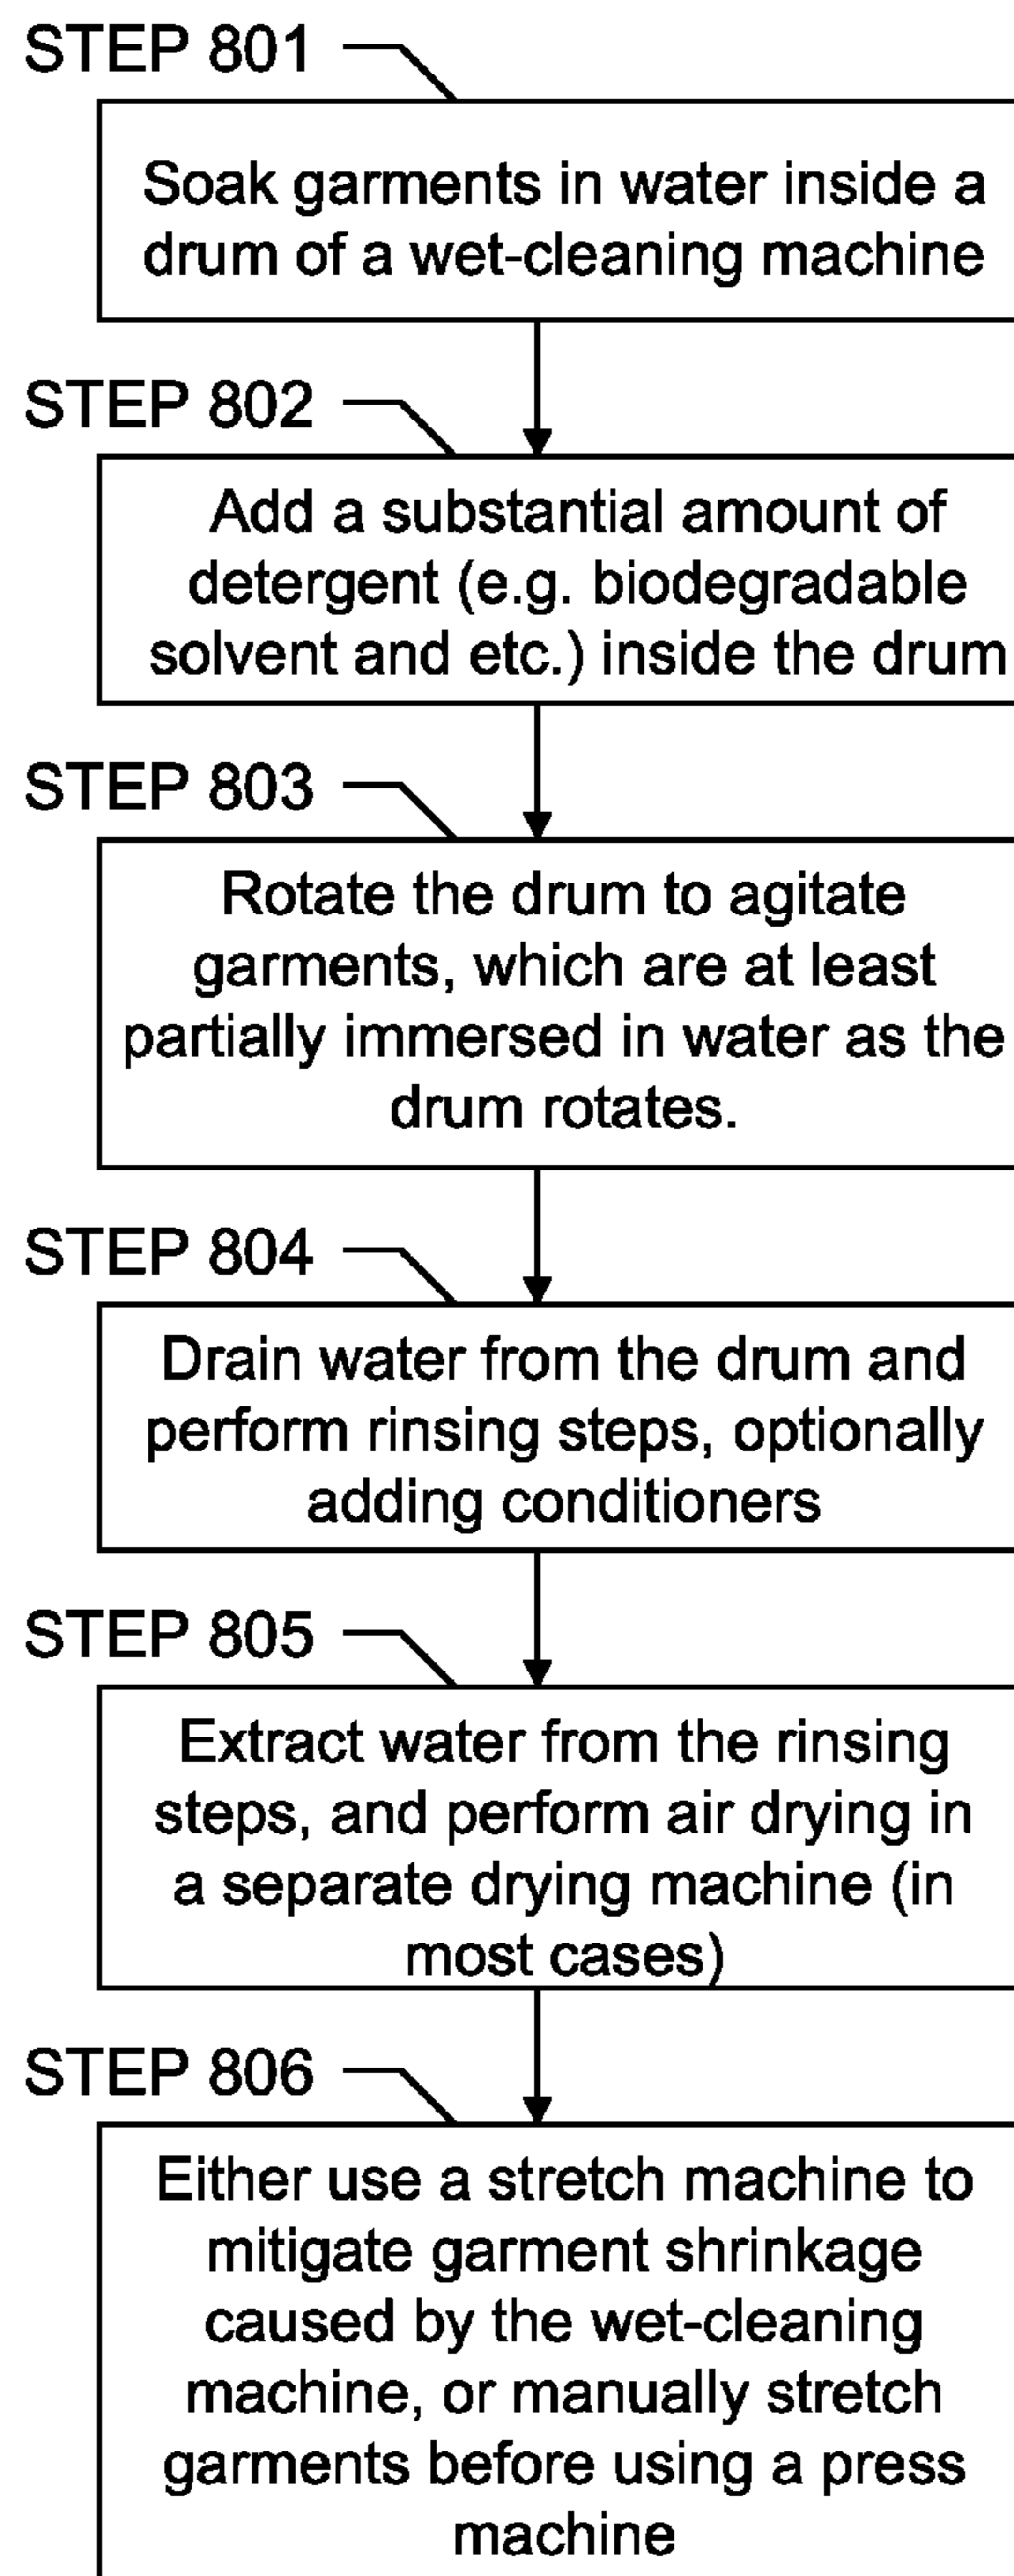 STEP 801
Soak garments in water inside a
drum of a wet-cleaning machine
STEP 802
Add a substantial amount of
detergent (e.g. biodegradable
solvent and etc.) inside the drum
STEP 803
Rotate the drum to agitate
garments, which are at least
partially immersed in water as the
drum rotates.
STEP 804
Drain water from the drum and
perform rinsing steps, optionally
adding conditioners
STEP 805
Extract water from the rinsing
steps, and perform air drying in
a separate drying machine (in
most cases)
STEP 806
Either use a stretch machine to
mitigate garment shrinkage
caused by the wet-cleaning
machine, or manually stretch
garments before using a press
machine